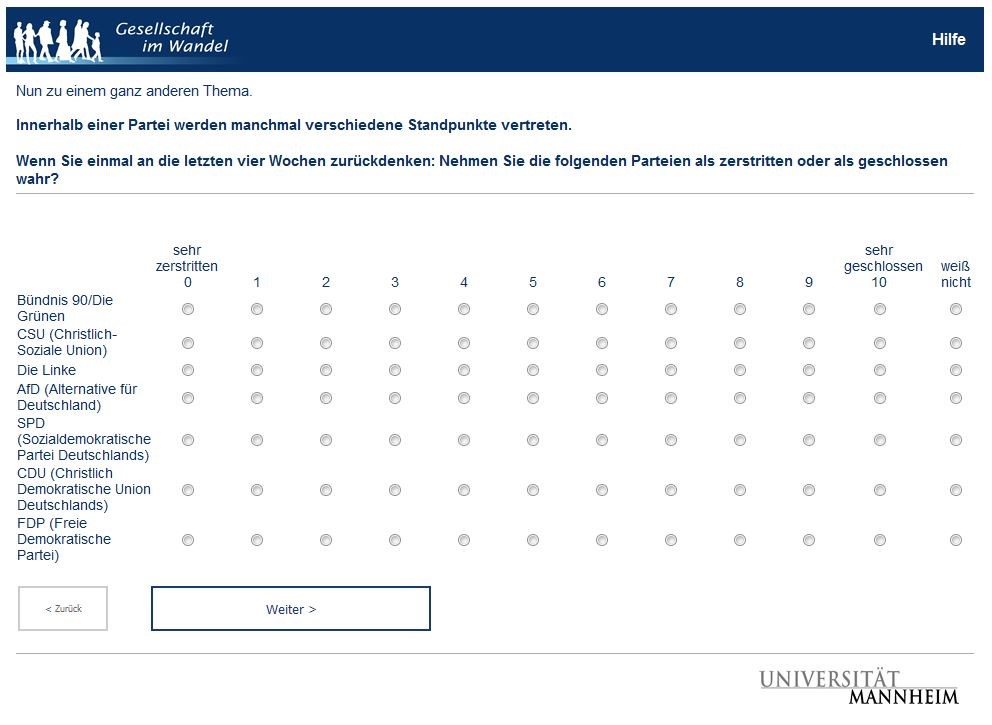 Gesellschaft
im Wandel
Hilfe
Nun zu einem ganz anderen Thema.
Innerhalb einer Partei werden manchmal verschiedene Standpunkte vertreten.
Wenn Sie einmal an die letzten vier Wochen zurückdenken: Nehmen Sie die folgenden Parteien als zerstritten oder als geschlossen
wahr?
sehr
zerstritten
0 1 2 3 4 5 6 7 8 9
sehr
geschlossen
10
weiß
nicht
Bündnis 90/Die
Grünen
CSU (Christlich-
Soziale Union)
Die Linke
AfD (Alternative für
Deutschland)
SPD
(Sozialdemokratische
Partei Deutschlands)
CDU (Christlich
Demokratische Union
Deutschlands)
FDP (Freie
Demokratische
Partei)
< Zurück
Weiter >
UNIVERSITÄT
MANNHEIM